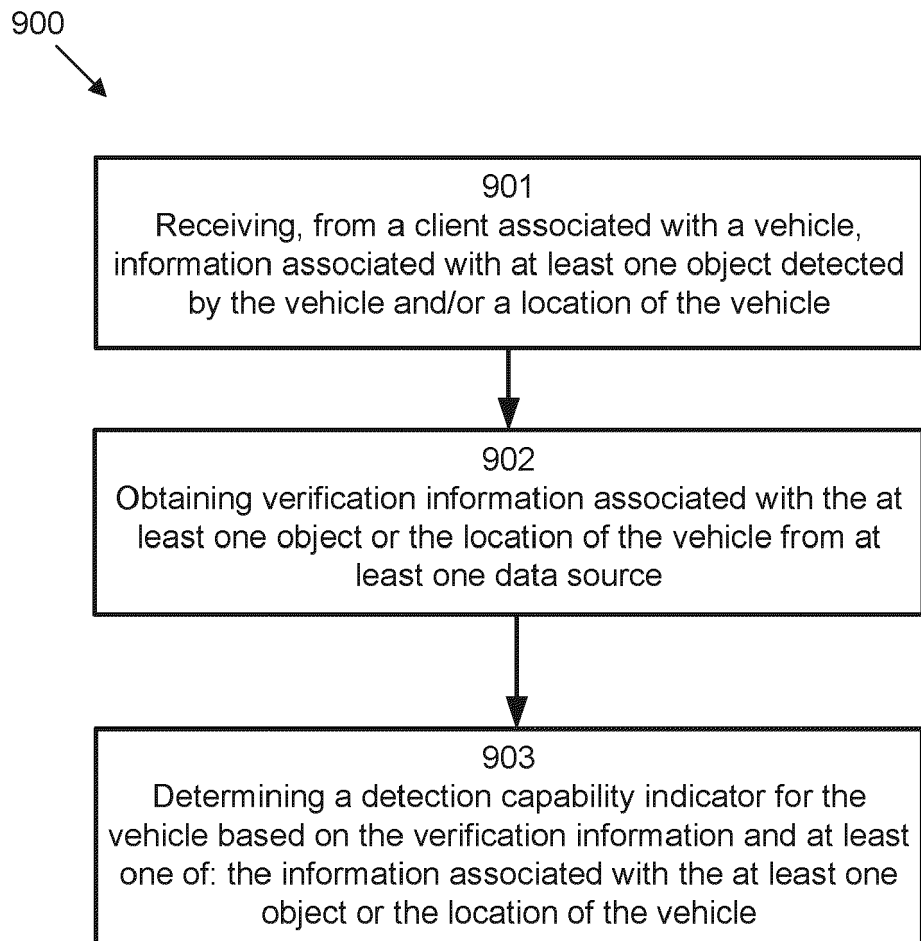 900
901
Receiving, from a client associated with a vehicle,
information associated with at least one object detected
by the vehicle and/or a location of the vehicle
902
Obtaining verification information associated with the at
least one object or the location of the vehicle from at
least one data source
903
Determining a detection capability indicator for the
vehicle based on the verification information and at least
one of: the information associated with the at least one
object or the location of the vehicle